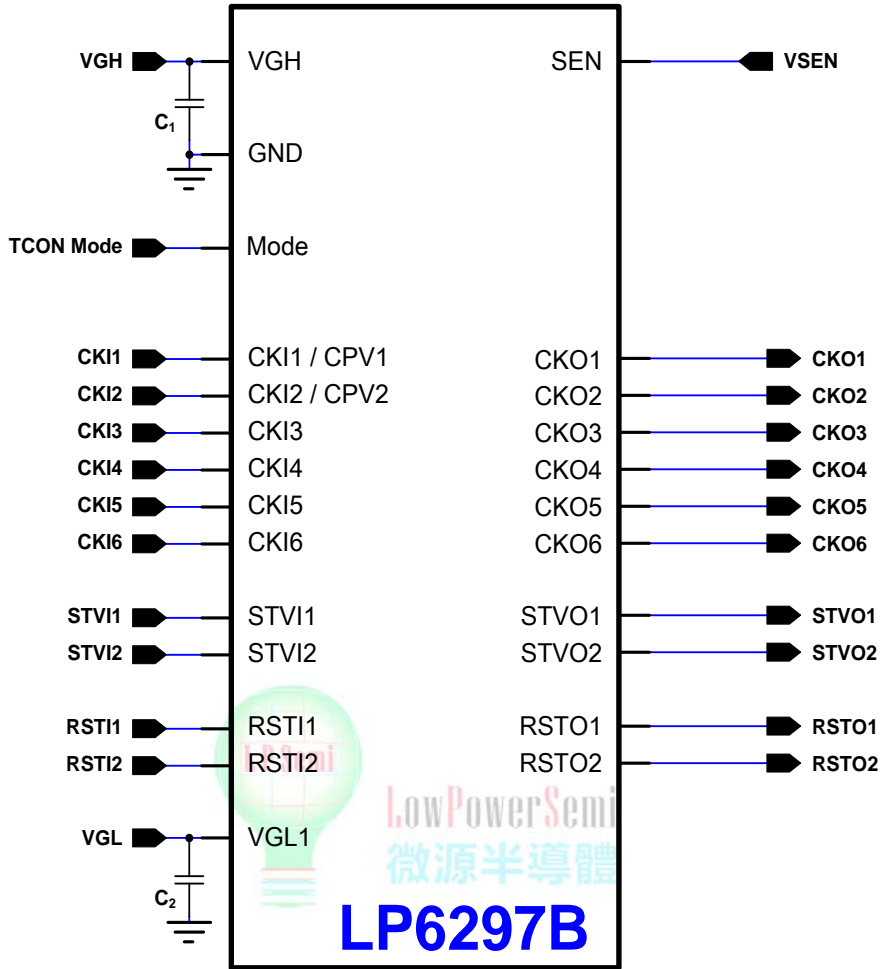 VGH VGH SEN VSEN
C1
GND
TCON Mode Mode
CKI1 CKI1 / CPV1 CKO1 CKO1
CKI2 CKI2 / CPV2 CKO2 CKO2
CKI3 CKI3 CKO3 CKO3
CKI4 CKI4 CKO4 CKO4
CKI5 CKI5 CKO5 CKO5
CKI6 CKI6 CKO6 CKO6
STVI1 STVI1 STVO1 STVO1
STVI2 STVI2 STVO2 STVO2
RSTI1 RSTI1 RSTO1 RSTO1
LPSemi
RSTI2 RSTI2 RSTO2 RSTO2
LowPowerSemi
VGL VGL1
微源半導體
C2
LP6297B